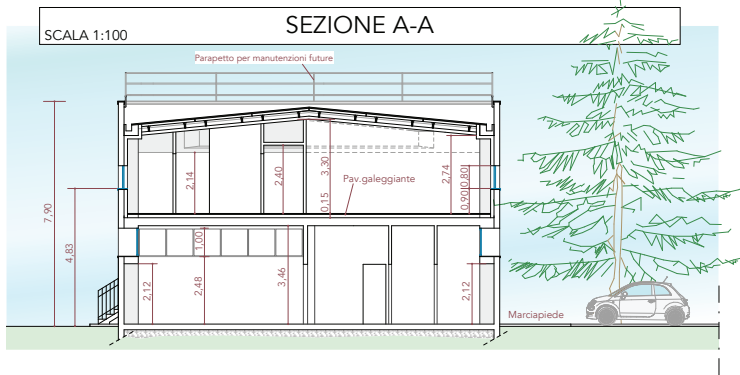 SEZIONE A-A
SCALA 1:100
Parapetto per manutenzioni future
7,90
4,83
2,14
2,40
3,30
0,15
Pav.galeggiante
2,74
0,90
0,80
1,00
2,12
2,48
3,46
2,12
Marciapiede